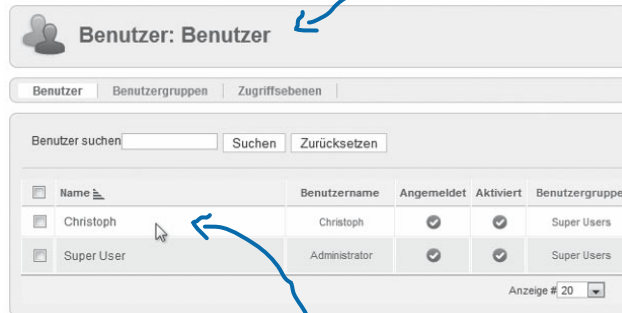 Benutzer: Benutzer
Benutzer Benutzergruppen Zugriffsebenen
Benutzer suchen Suchen Zurücksetzen
Name Benutzername Angemeldet Aktiviert Benutzergruppe
Christoph Christoph Super Users
Super User Administrator Super Users
Anzeige # 20